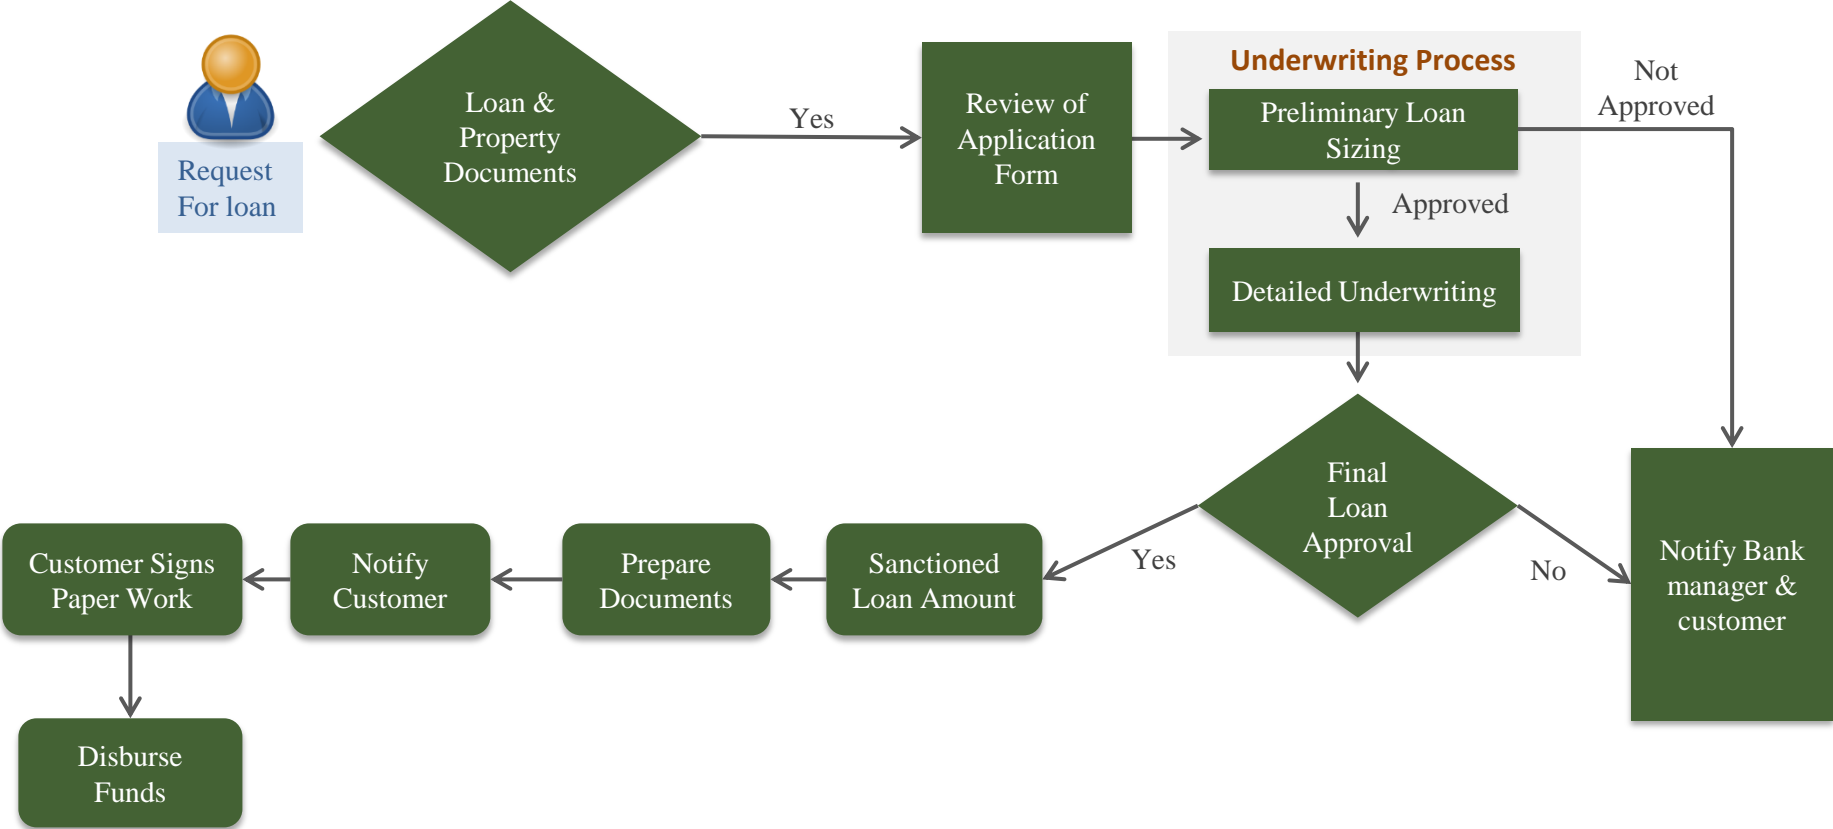 Request
For loan
Loan &
Property
Documents
Yes
Review of
Application
Form
Underwriting Process
Preliminary Loan
Sizing
Not
Approved
Approved
Detailed Underwriting
Final
Loan
Approval
Yes
No
Notify Bank
manager &
customer
Sanctioned
Loan Amount
Prepare
Documents
Notify
Customer
Customer Signs
Paper Work
Disburse
Funds